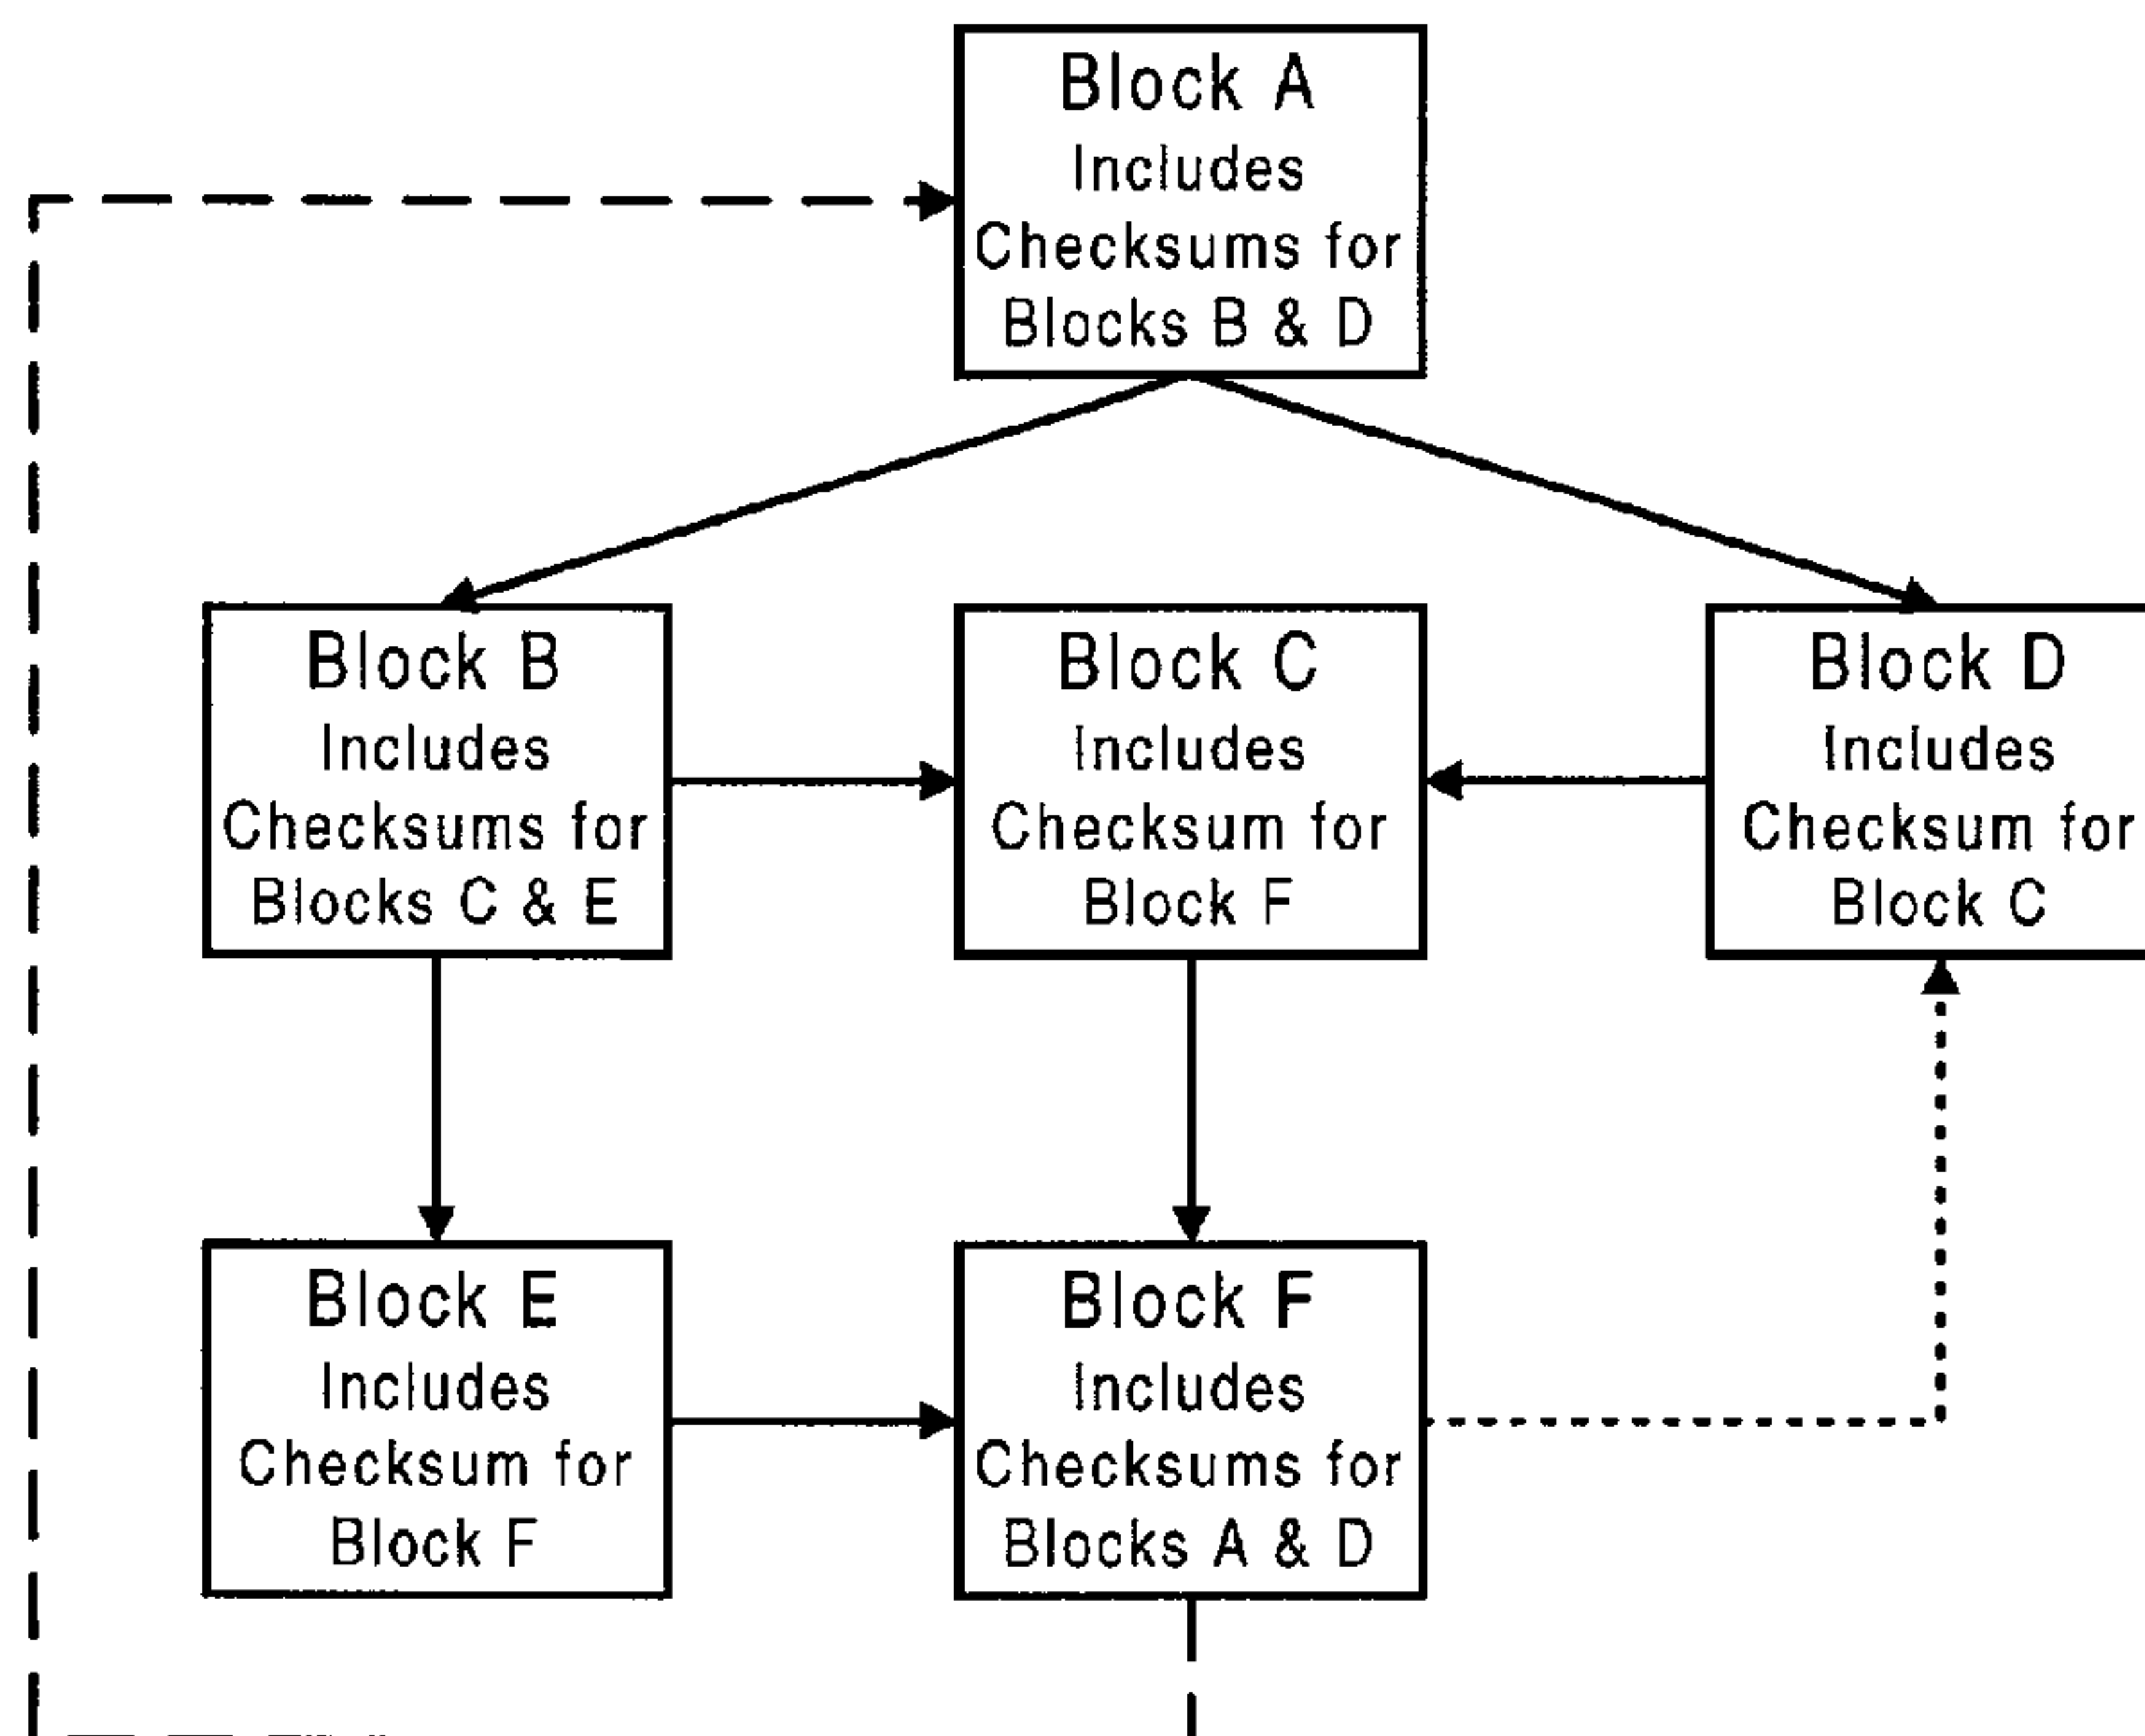 Block A
Includes
Checksums for
Blocks B & D
Block B
Includes
Checksums for
Blocks C & E
Block C
Includes
Checksum for
Block F
Block D
Includes
Checksum for
Block C
Block E
Includes
Checksum for
Block F
Block F
Includes
Checksums for
Blocks A & D